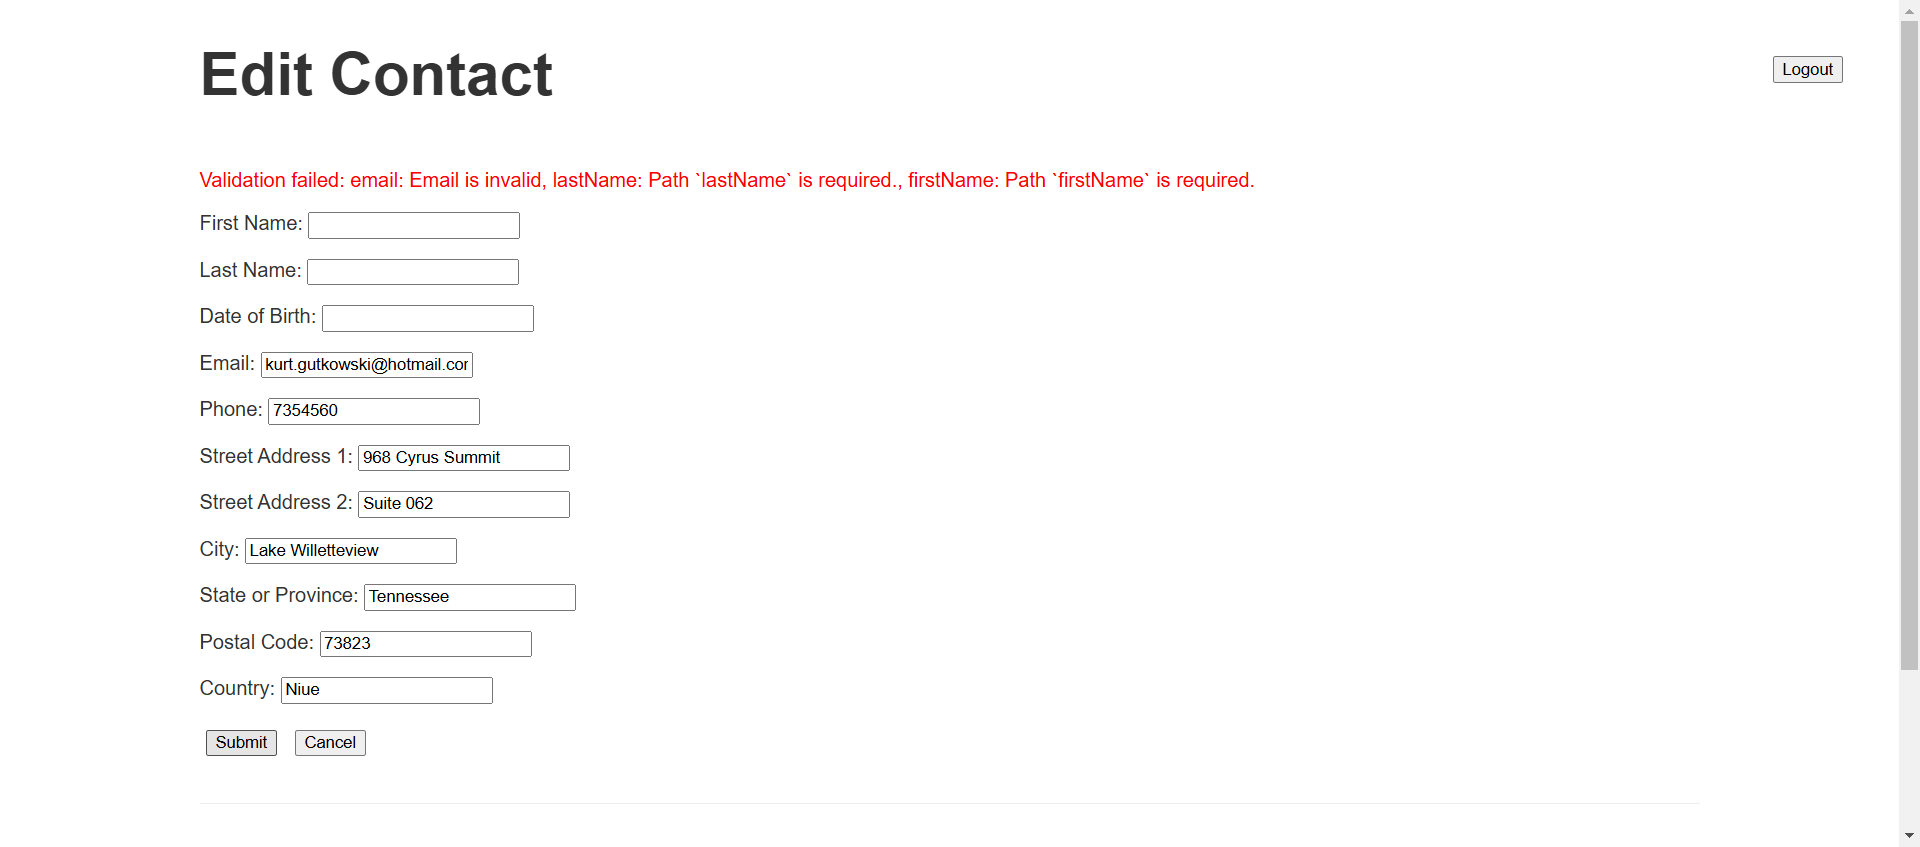 Edit Contact
Logout
Validation failed: email: Email is invalid, lastName: Path `lastName` is required., firstName: Path `firstName` is required.
First Name:
Last Name:
Date of Birth:
Email: kurt.gutkowski@hotmail.cor
Phone: 7354560
Street Address 1: 968 Cyrus Summit
Street Address 2: Suite 062
City: Lake Willetteview
State or Province: Tennessee
Postal Code: 73823
Country: Niue
Submit Cancel